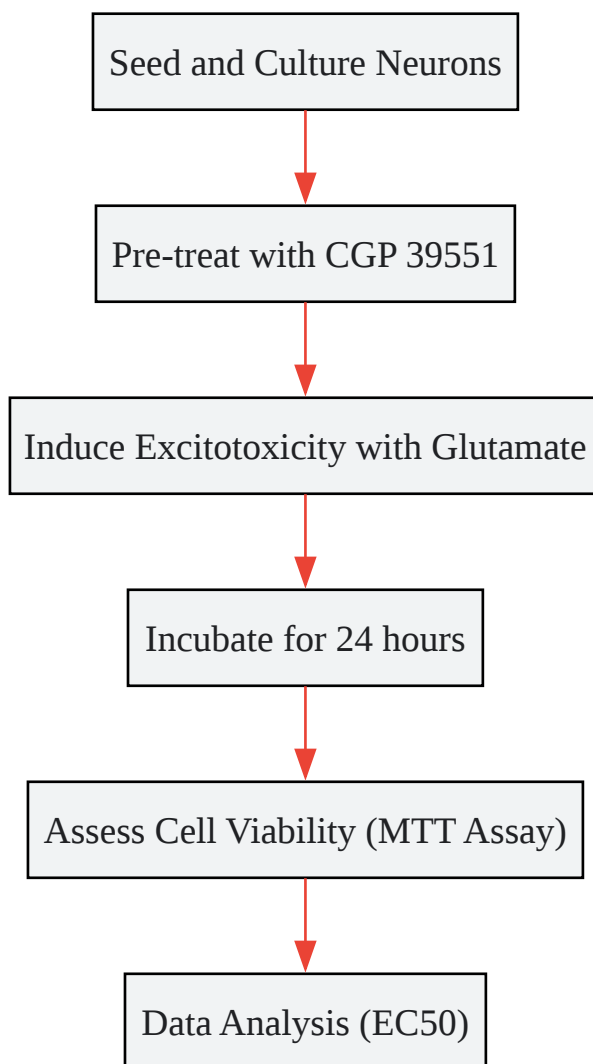 Seed and Culture Neurons
Pre-treat with CGP 39551
Induce Excitotoxicity with Glutamate
Incubate for 24 hours
Assess Cell Viability (MTT Assay)
Data Analysis (EC50)